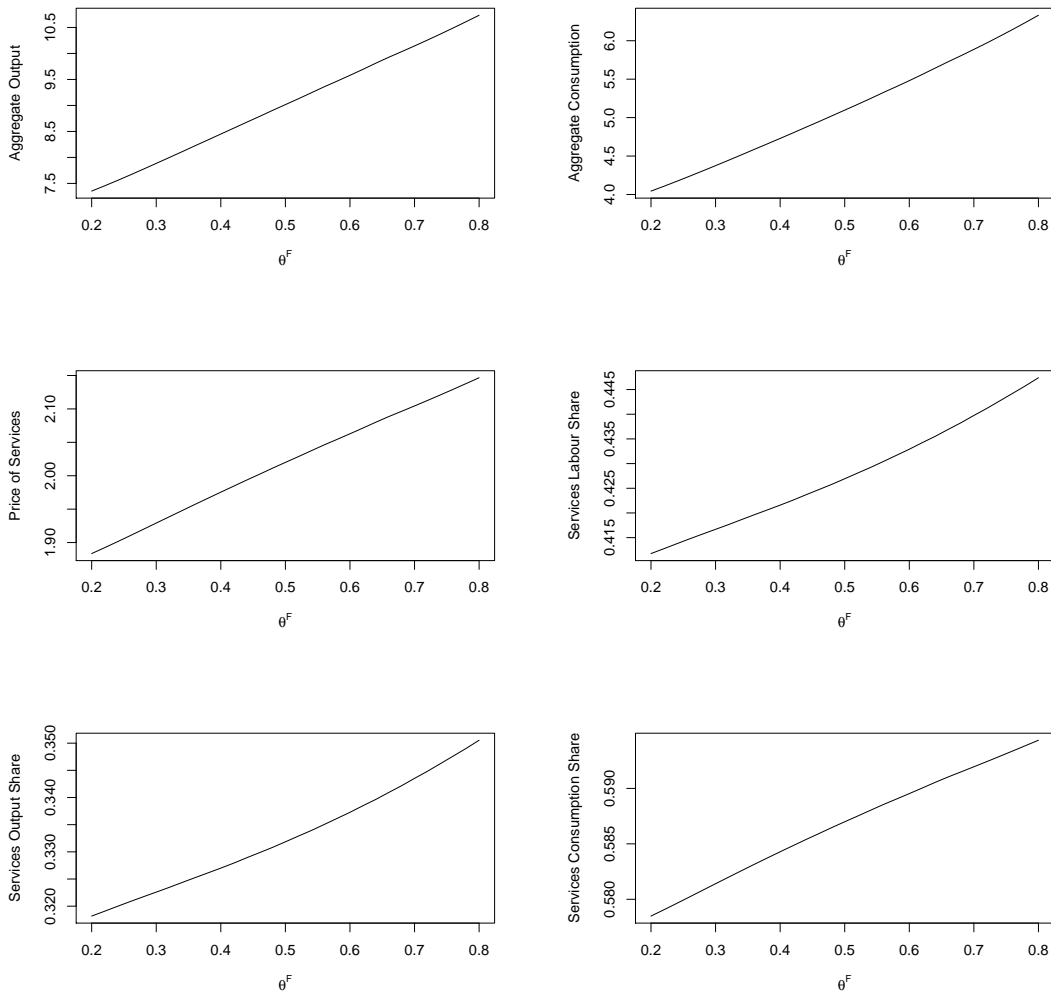 Aggregate Output
7.5 8.5 9.5 10.5
0.2 0.3 0.4 0.5 0.6 0.7 0.8
θ^F
Aggregate Consumption
4.0 4.5 5.0 5.5 6.0
0.2 0.3 0.4 0.5 0.6 0.7 0.8
θ^F
Price of Services
1.90 2.00 2.10
0.2 0.3 0.4 0.5 0.6 0.7 0.8
θ^F
Services Labour Share
0.415 0.425 0.435 0.445
0.2 0.3 0.4 0.5 0.6 0.7 0.8
θ^F
Services Output Share
0.320 0.330 0.340 0.350
0.2 0.3 0.4 0.5 0.6 0.7 0.8
θ^F
Services Consumption Share
0.580 0.585 0.590
0.2 0.3 0.4 0.5 0.6 0.7 0.8
θ^F